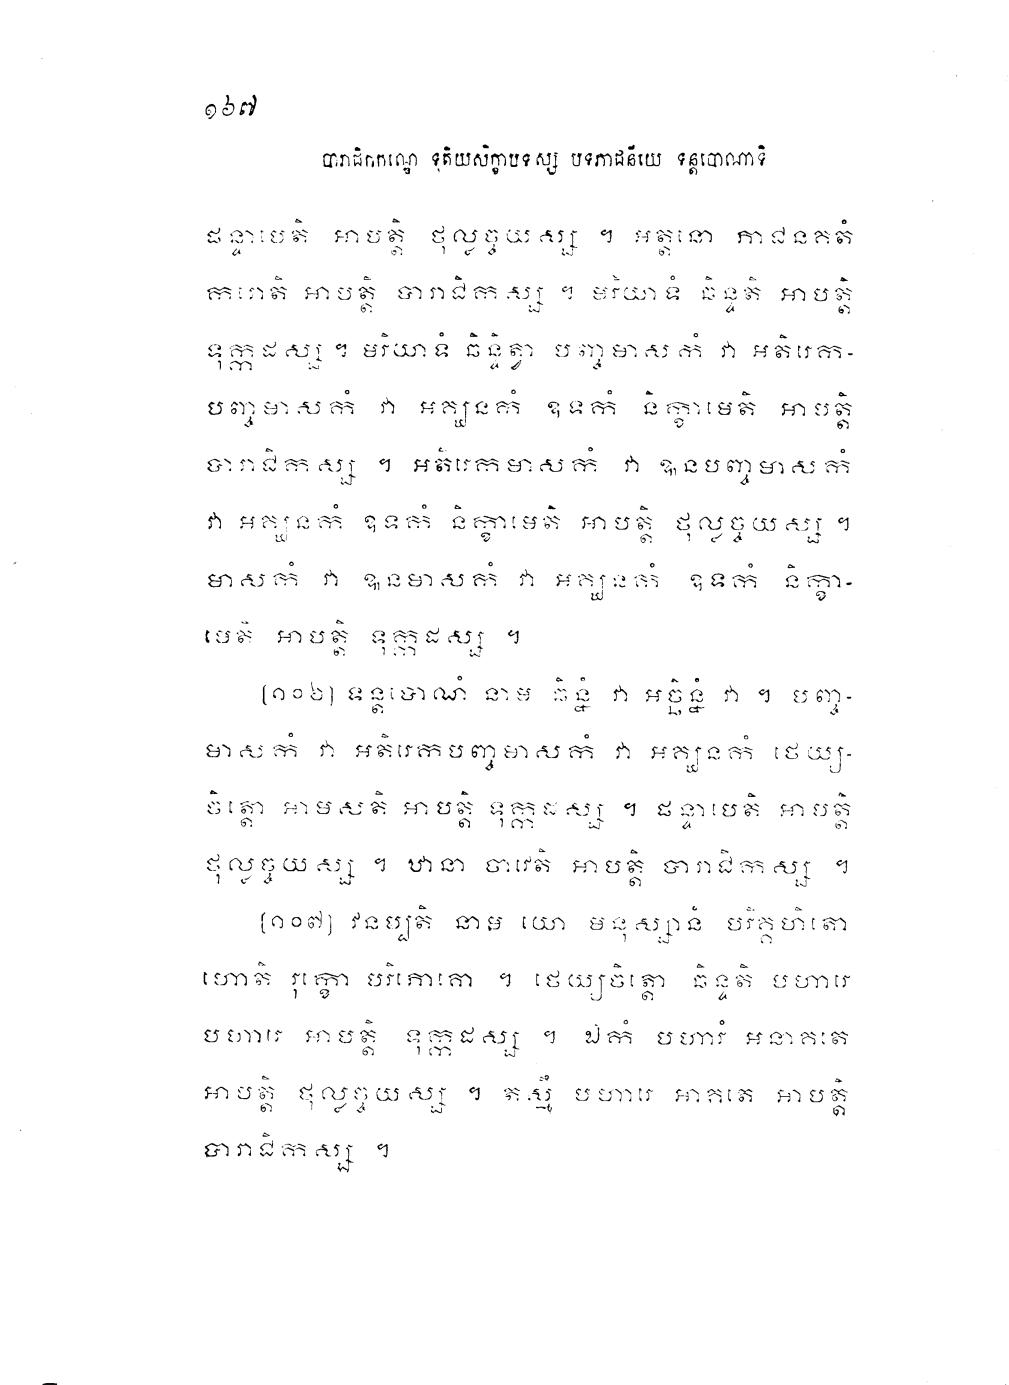 ១៦៧
បារាជិកកណ្ឌេ ទុតិយសិក្ខាបទស្ស បទភាជនីយេ ទន្តបោណាទិ
ផន្ទាបេតិ អាបត្តិ ថុល្លច្ចយស្ស ។ អត្តនោ ភាជនគតំ
ករោតិ អាបត្តិ បារាជិកស្ស ។ មរិយាទំ ឆិន្ទតិ អាបត្តិ
ទុក្កដស្ស ។ មរិយាទំ ឆិន្ទិត្វា បញ្ចមាសកំ វា អតិរេក-
បញ្ចមាសកំ វា អគ្ឃនកំ ឧទកំ និក្ខាមេតិ អាបត្តិ
បារាជិកស្ស ។ អតិរេកមាសកំ វា ឩនបញ្ចមាសកំ
វា អគ្ឃនកំ ឧទកំ និក្ខាមេតិ អាបត្តិ ថុល្លច្ចយស្ស ។
មាសកំ វា ឩនមាសកំ វា អគ្ឃនកំ ឧទកំ និក្ខា-
មេតិ អាបត្តិ ទុក្កដស្ស ។
(១០៦) ទន្តបោណំ នាម ឆិន្នំ វា អច្ឆិន្នំ វា ។ បញ្ច-
មាសកំ វា អតិរេកបញ្ចមាសកំ វា អគ្ឃនកំ ថេយ្យ-
ចិត្តោ អាមសតិ អាបត្តិ ទុក្កដស្ស ។ ផន្ទាបេតិ អាបត្តិ
ថុល្លច្ចយស្ស ។ ឋានា ចាវេតិ អាបត្តិ បារាជិកស្ស ។
(១០៧) វនប្បតិ នាម យោ មនុស្សានំ បរិគ្គហិតោ
ហោតិ រុក្ខោ បរិភោគោ ។ ថេយ្យចិត្តោ ឆិន្ទតិ បហារេ
បហារេ អាបត្តិ ទុក្កដស្ស ។ ឯកំ បហារំ អនាគតេ
អាបត្តិ ថុល្លច្ចយស្ស ។ តស្មឹ បហារេ អាគតេ អាបត្តិ
បារាជិកស្ស ។